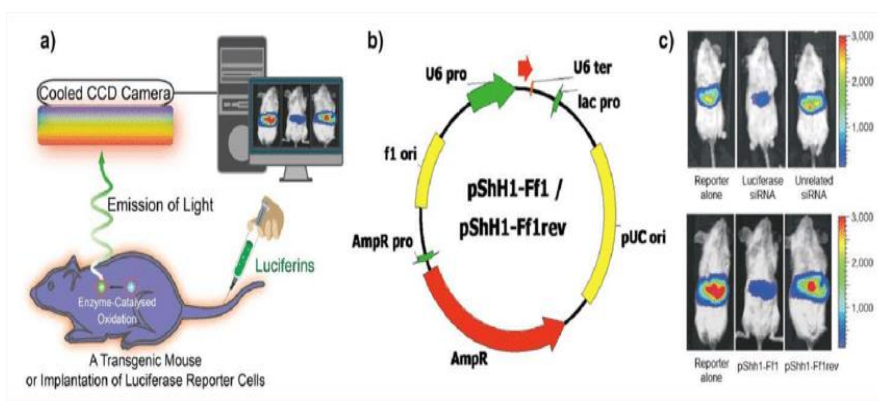 a)
Cooled CCD Camera
Emission of Light
Luciferins
Enzyme-Catalysed
Oxidation
A Transgenic Mouse
or Implantation of Luciferase Reporter Cells
b)
U6 pro
U6 ter
lac pro
f1 ori
pShH1-Ff1 /
pShH1-Ff1rev
AmpR pro
pUC ori
AmpR
c)
3,000
2,000
1,000
Reporter
alone
Luciferase
siRNA
Unrelated
siRNA
3,000
2,000
1,000
Reporter
alone
pShh1-Ff1
pShh1-Ff1rev